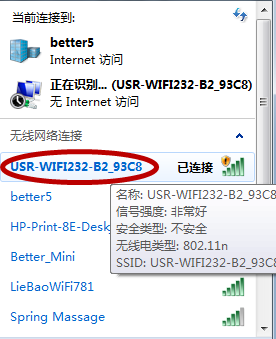 当前连接到:
better5
Internet 访问
正在识别... (USR-WIFI232-B2_93C8)
无 Internet 访问
无线网络连接
USR-WIFI232-B2_93C8 已连接
better5
HP-Print-8E-Desk
Better_Mini
LieBaoWiFi781
Spring Massage
名称: USR-WIFI232-B2_93C8
信号强度: 非常好
安全类型: 不安全
无线电类型: 802.11n
SSID: USR-WIFI232-B2_93C8